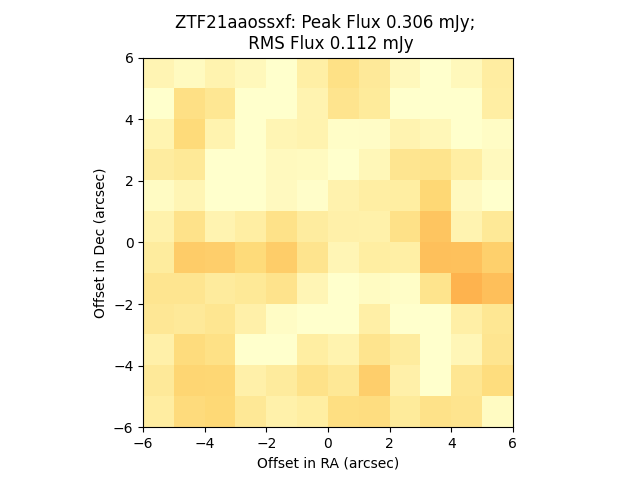 ZTF21aaossxf: Peak Flux 0.306 mJy;
RMS Flux 0.112 mJy
6
4
2
0
−2
−4
−6
Offset in Dec (arcsec)
−6 −4 −2 0 2 4 6
Offset in RA (arcsec)